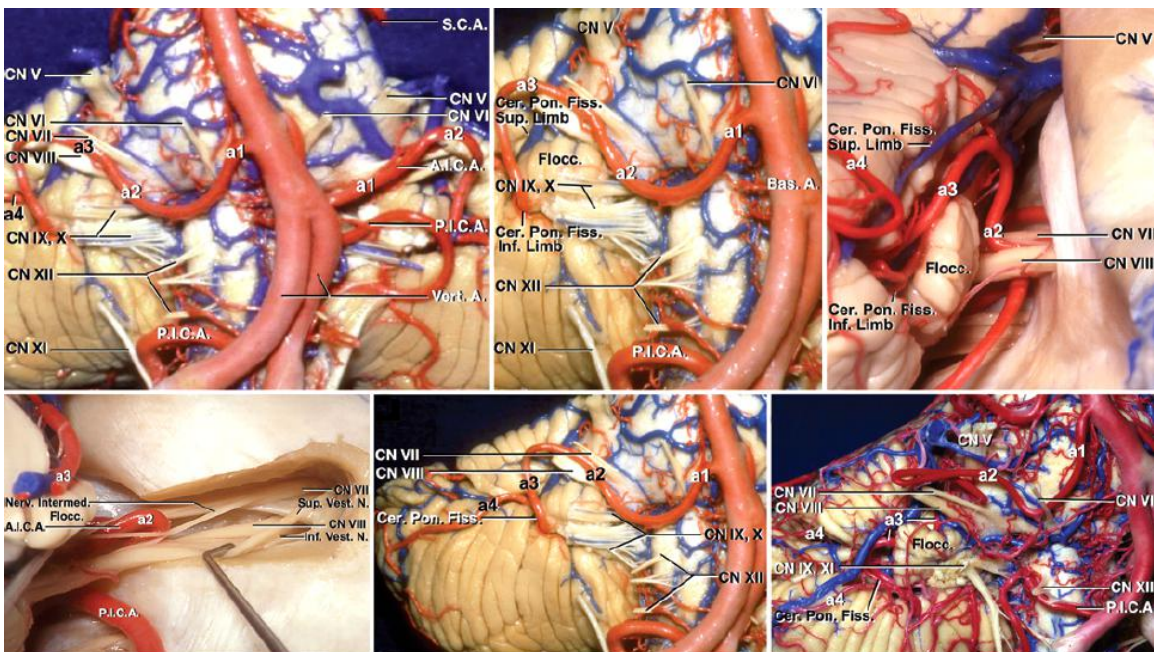 S.C.A.
CN V
CN V
CN VI
CN VI
CN VII
a3
CN VIII
a2
a1
a2
A.I.C.A.
a1
a4
P.I.C.A.
CN IX, X
CN XII
Vert. A.
P.I.C.A.
CN XI
CN V
CN VI
a3
Cer. Pon. Fiss.
Sup. Limb
a1
Flocc.
a2
CN IX, X
Bas. A.
Cer. Pon. Fiss.
Inf. Limb
CN XII
CN XI
P.I.C.A.
CN V
Cer. Pon. Fiss.
Sup. Limb
a4
a3
a2
CN VII
CN VIII
Flocc.
Cer. Pon. Fiss.
Inf. Limb
a3
CN VII
Sup. Vest. N.
Nerv. Intermed.
Flocc.
A.I.C.A.
a2
CN VIII
Inf. Vest. N.
P.I.C.A.
CN VII
CN VIII
a3
a2
a1
a4
Cer. Pon. Fiss.
CN IX, X
CN XII
CN V
a1
a2
CN VII
CN VIII
CN VI
a3
a4
Flocc.
CN IX, XI
CN XII
a4
P.I.C.A.
Cer. Pon. Fiss.